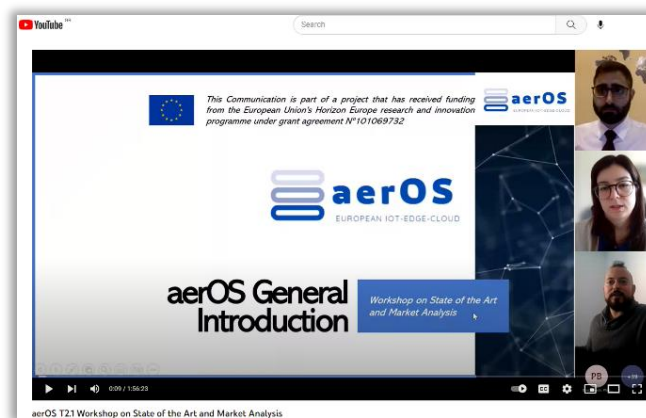 YouTube
Search
This Communication is part of a project that has received funding
from the European Union's Horizon Europe research and innovation
programme under grant agreement N°101069732
aerOS
EUROPEAN IOT-EDGE-CLOUD
aerOS
EUROPEAN IOT-EDGE-CLOUD
aerOS General
Introduction
Workshop on State of the Art
and Market Analysis
PB
0:09 / 1:56:23
aerOS T2.1 Workshop on State of the Art and Market Analysis